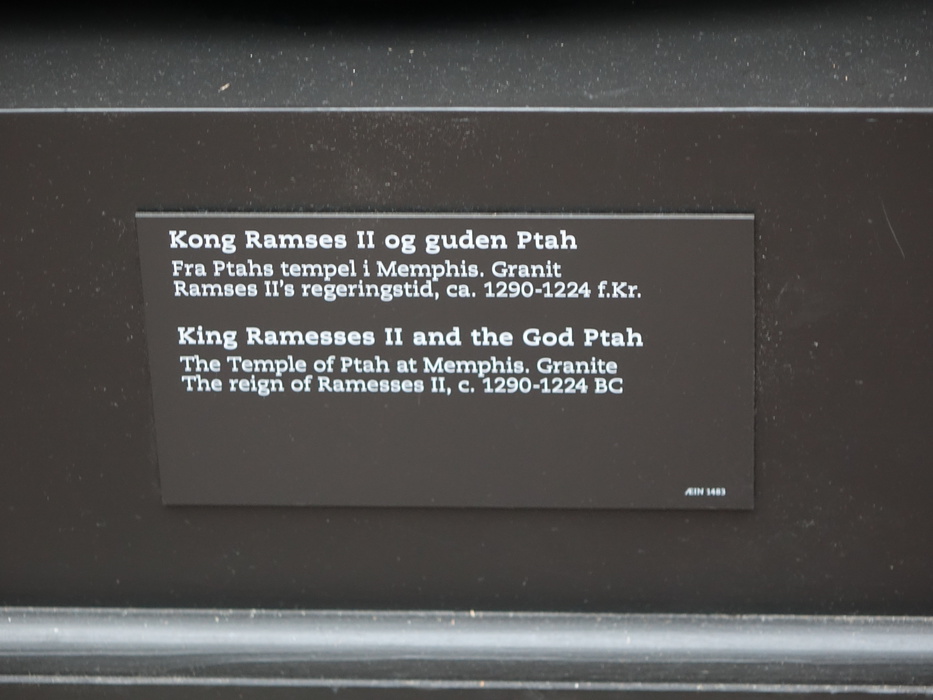 Kong Ramses II og guden Ptah
Fra Ptahs tempel i Memphis. Granit
Ramses II's regeringstid, ca. 1290-1224 f.Kr.
King Ramesses II and the God Ptah
The Temple of Ptah at Memphis. Granite
The reign of Ramesses II, c. 1290-1224 BC
ÆIN 1483